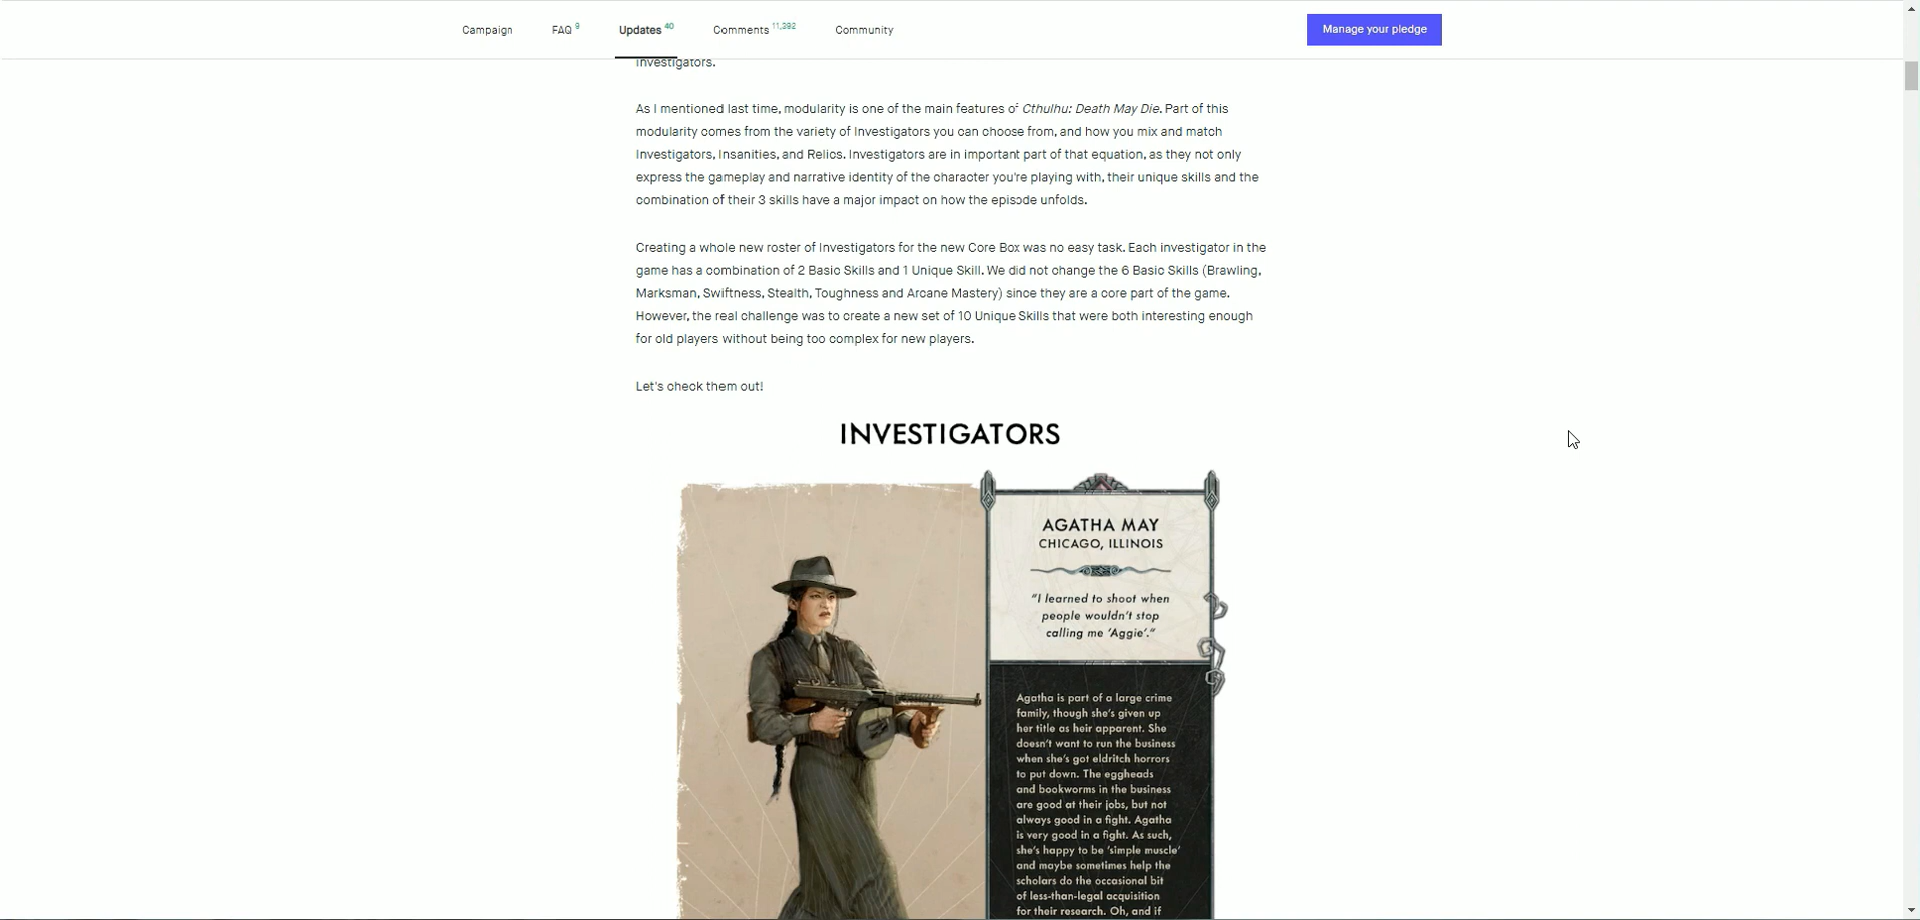 Campaign FAQ 9 Updates 40 Comments 11,392 Community Manage your pledge
Investigators.
As I mentioned last time, modularity is one of the main features of Cthulhu: Death May Die. Part of this
modularity comes from the variety of Investigators you can choose from, and how you mix and match
Investigators, Insanities, and Relics. Investigators are in important part of that equation, as they not only
express the gameplay and narrative identity of the character you're playing with, their unique skills and the
combination of their 3 skills have a major impact on how the episode unfolds.
Creating a whole new roster of Investigators for the new Core Box was no easy task. Each investigator in the
game has a combination of 2 Basic Skills and 1 Unique Skill. We did not change the 6 Basic Skills (Brawling,
Marksman, Swiftness, Stealth, Toughness and Arcane Mastery) since they are a core part of the game.
However, the real challenge was to create a new set of 10 Unique Skills that were both interesting enough
for old players without being too complex for new players.
Let's check them out!
INVESTIGATORS
AGATHA MAY
CHICAGO, ILLINOIS
"I learned to shoot when
people wouldn't stop
calling me 'Aggie'."
Agatha is part of a large crime
family, though she's given up
her title as heir apparent. She
doesn't want to run the business
when she's got eldritch horrors
to put down. The eggheads
and bookworms in the business
are good at their jobs, but not
always good in a fight. Agatha
is very good in a fight. As such,
she's happy to be 'simple muscle'
and maybe sometimes help the
scholars do the occasional bit
of less-than-legal acquisition
for their research. Oh, and if